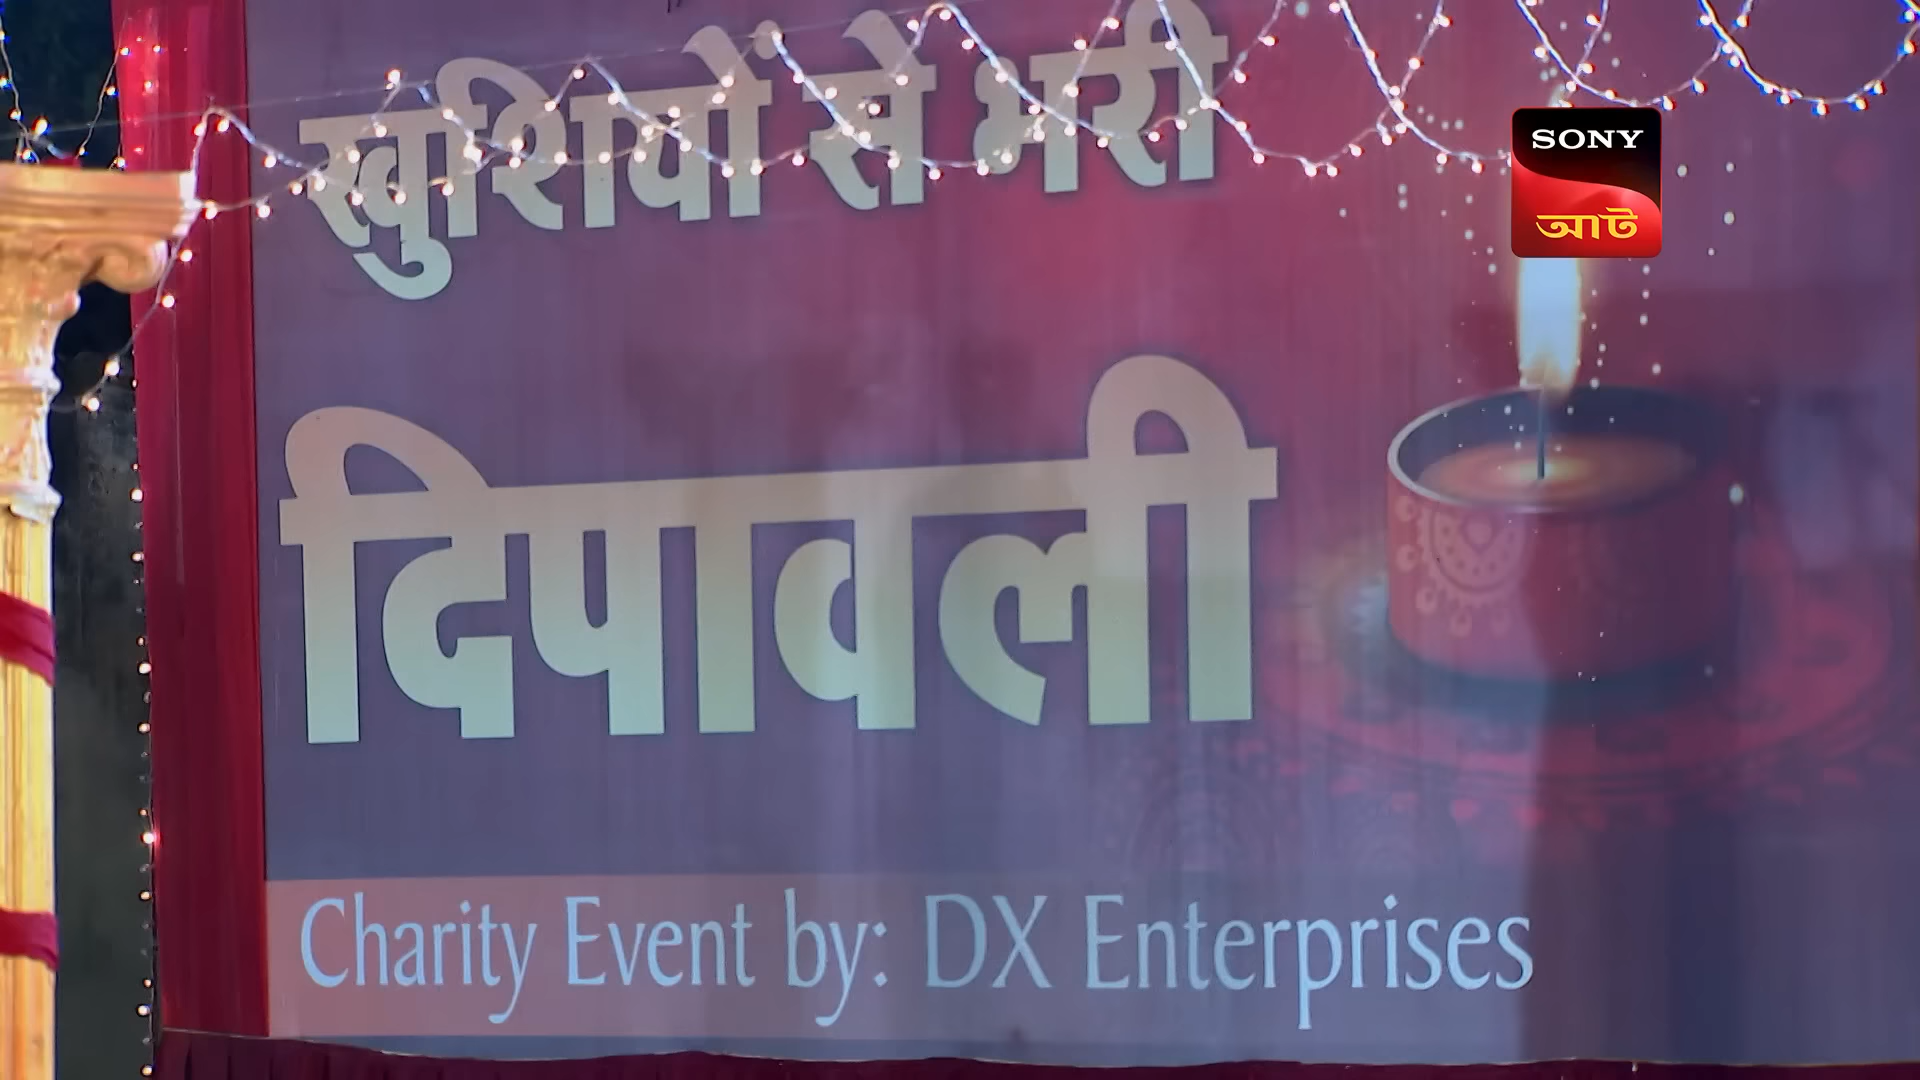 खुशियों से भरी
SONY
আট
दिपावली
Charity Event by: DX Enterprises